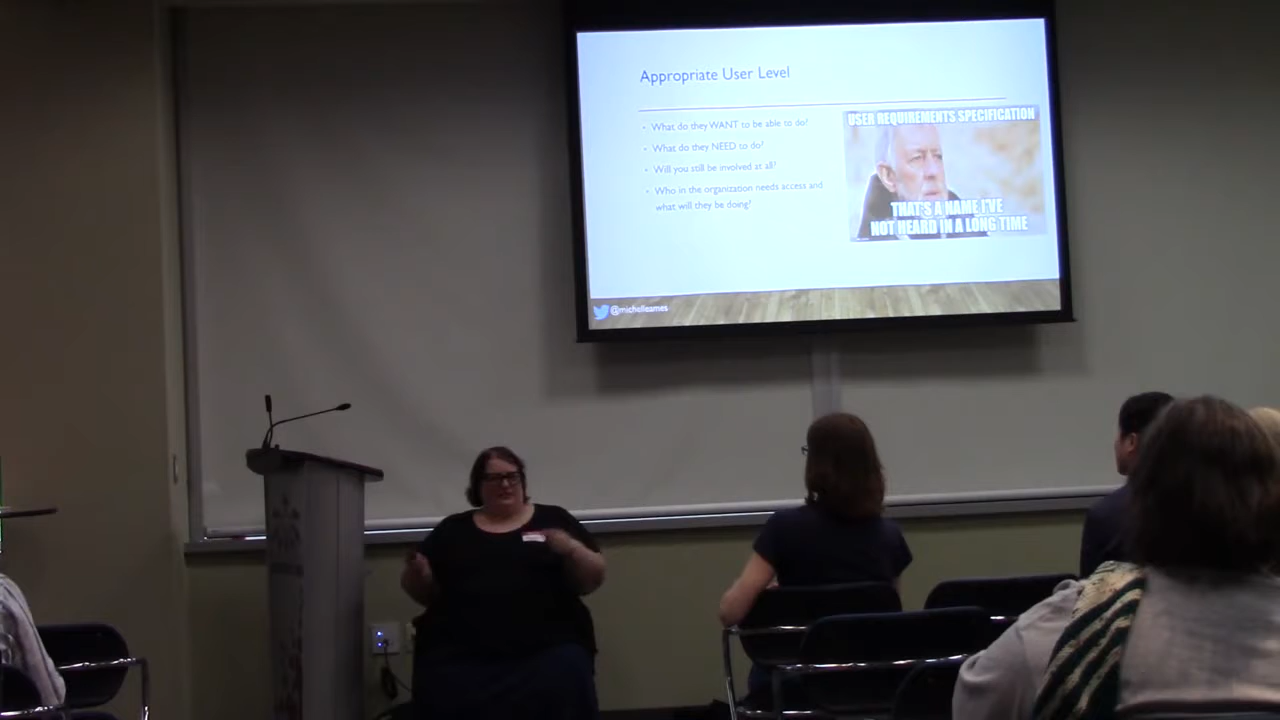 Appropriate User Level
• What do they WANT to be able to do?
• What do they NEED to do?
• Will you still be involved at all?
• Who in the organization needs access and
what will they be doing?
USER REQUIREMENTS SPECIFICATION
THAT'S A NAME I'VE
NOT HEARD IN A LONG TIME
@michelleames